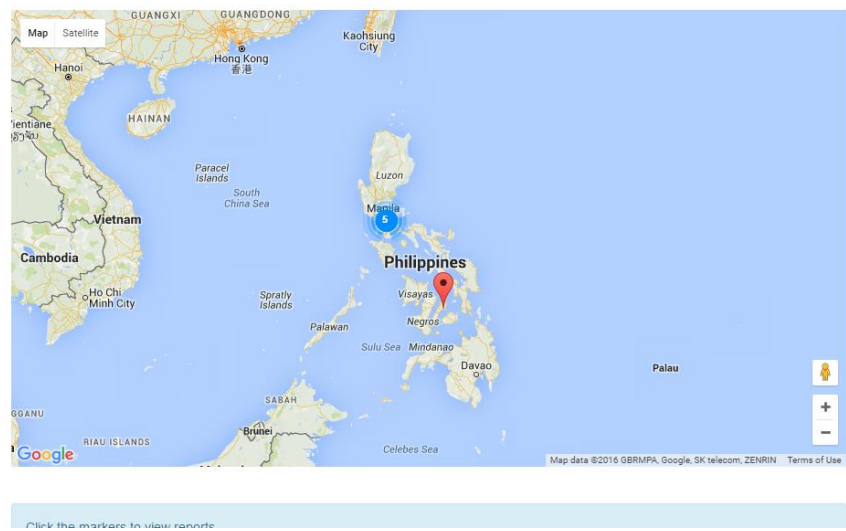 GUANGXI
GUANGDONG
Map
Satellite
Kaohsiung
City
Hanoi
Hong Kong
香港
HAINAN
Paracel
Islands
Luzon
South
China Sea
Manila
5
Vietnam
Cambodia
Philippines
Ho Chi
Minh City
Spratly
Islands
Visayas
Palawan
Negros
Sulu Sea
Mindanao
Davao
Palau
SABAH
+
Brunei
RIAU ISLANDS
−
Celebes Sea
Google
Map data ©2016 GBRMPA, Google, SK telecom, ZENRIN
Terms of Use
Click the markers to view reports